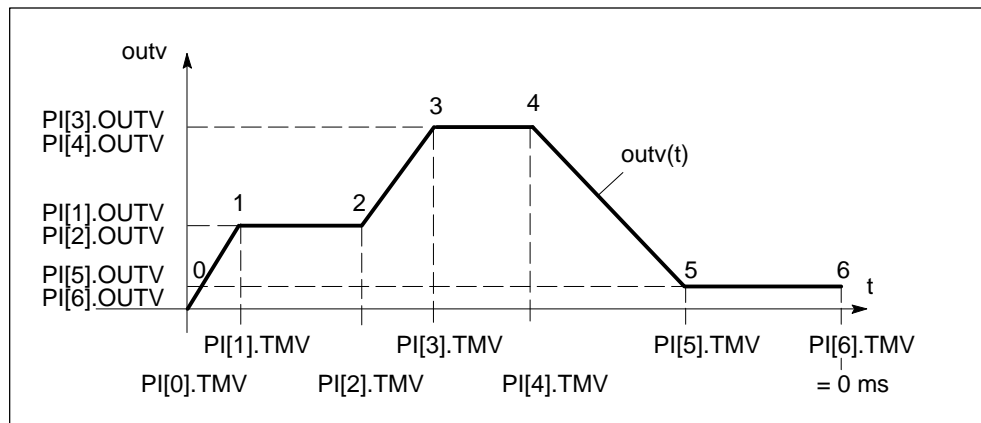 outv
PI[3].OUTV
PI[4].OUTV
3
4
outv(t)
PI[1].OUTV
PI[2].OUTV
1
2
PI[5].OUTV
PI[6].OUTV
0
5
6
t
PI[1].TMV
PI[3].TMV
PI[5].TMV
PI[6].TMV
PI[0].TMV
PI[2].TMV
PI[4].TMV
= 0 ms